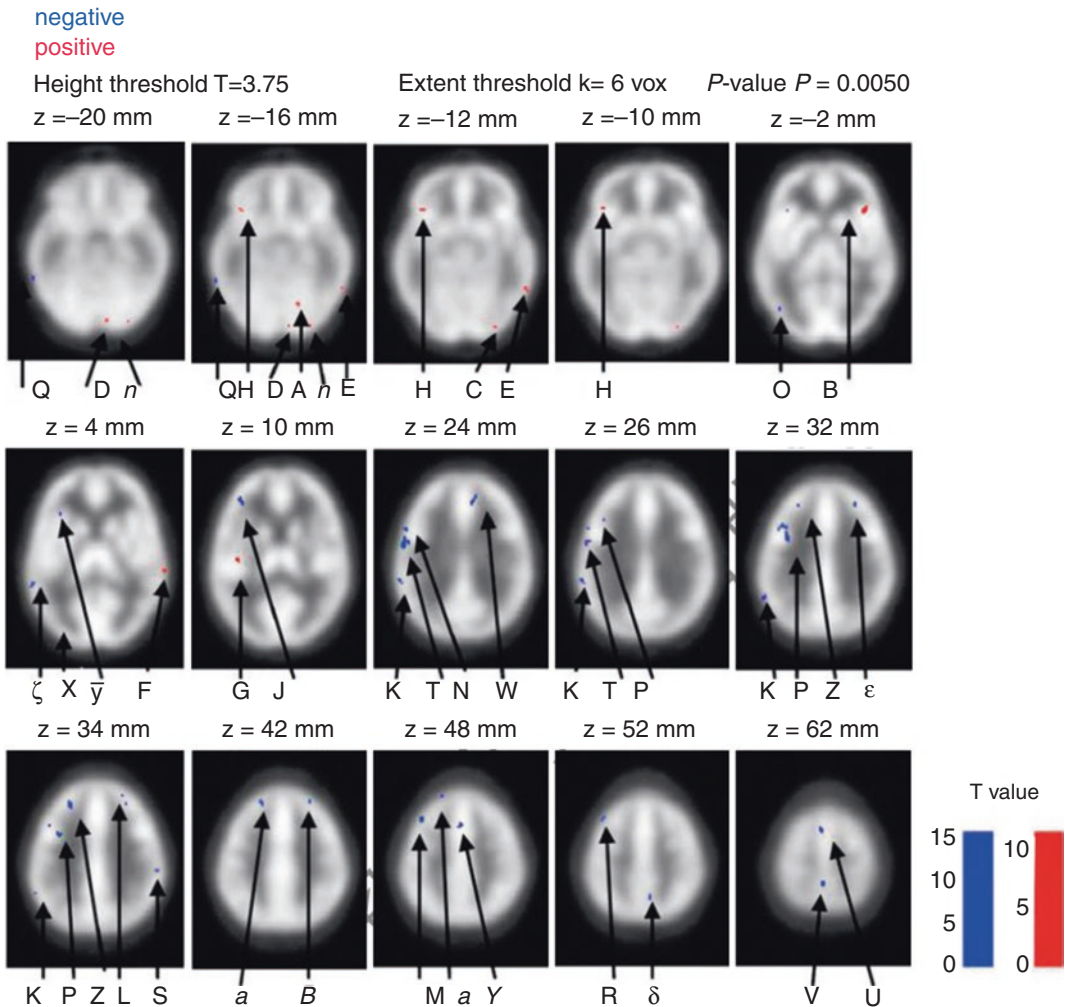 negative
positive
Height threshold T=3.75 Extent threshold k= 6 vox P-value P = 0.0050
z =–20 mm z =–16 mm z =–12 mm z =–10 mm z =–2 mm
Q D n Q H D A n E H C E H O B
z = 4 mm z = 10 mm z = 24 mm z = 26 mm z = 32 mm
ζ X ȳ F G J K T N W K T P K P Z ε
z = 34 mm z = 42 mm z = 48 mm z = 52 mm z = 62 mm
T value
15 10
10
5 5
0 0
K P Z L S a B M a Y R δ V U